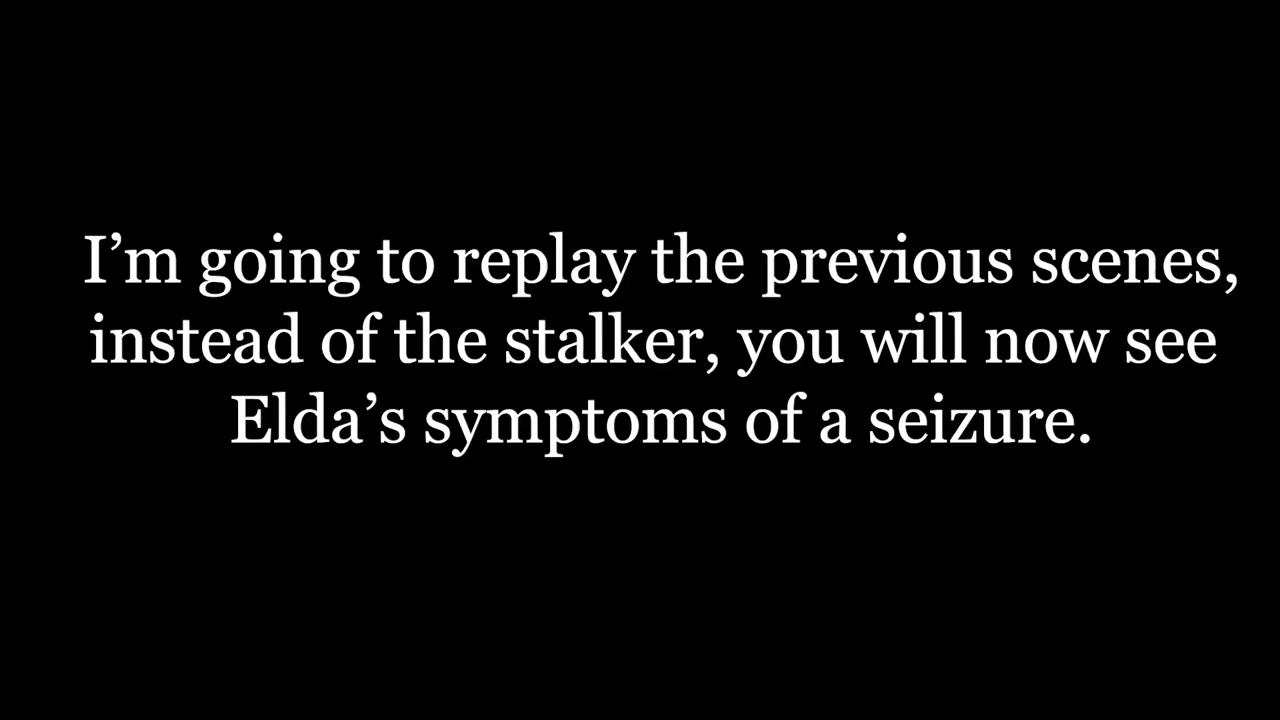 I’m going to replay the previous scenes,
instead of the stalker, you will now see
Elda’s symptoms of a seizure.